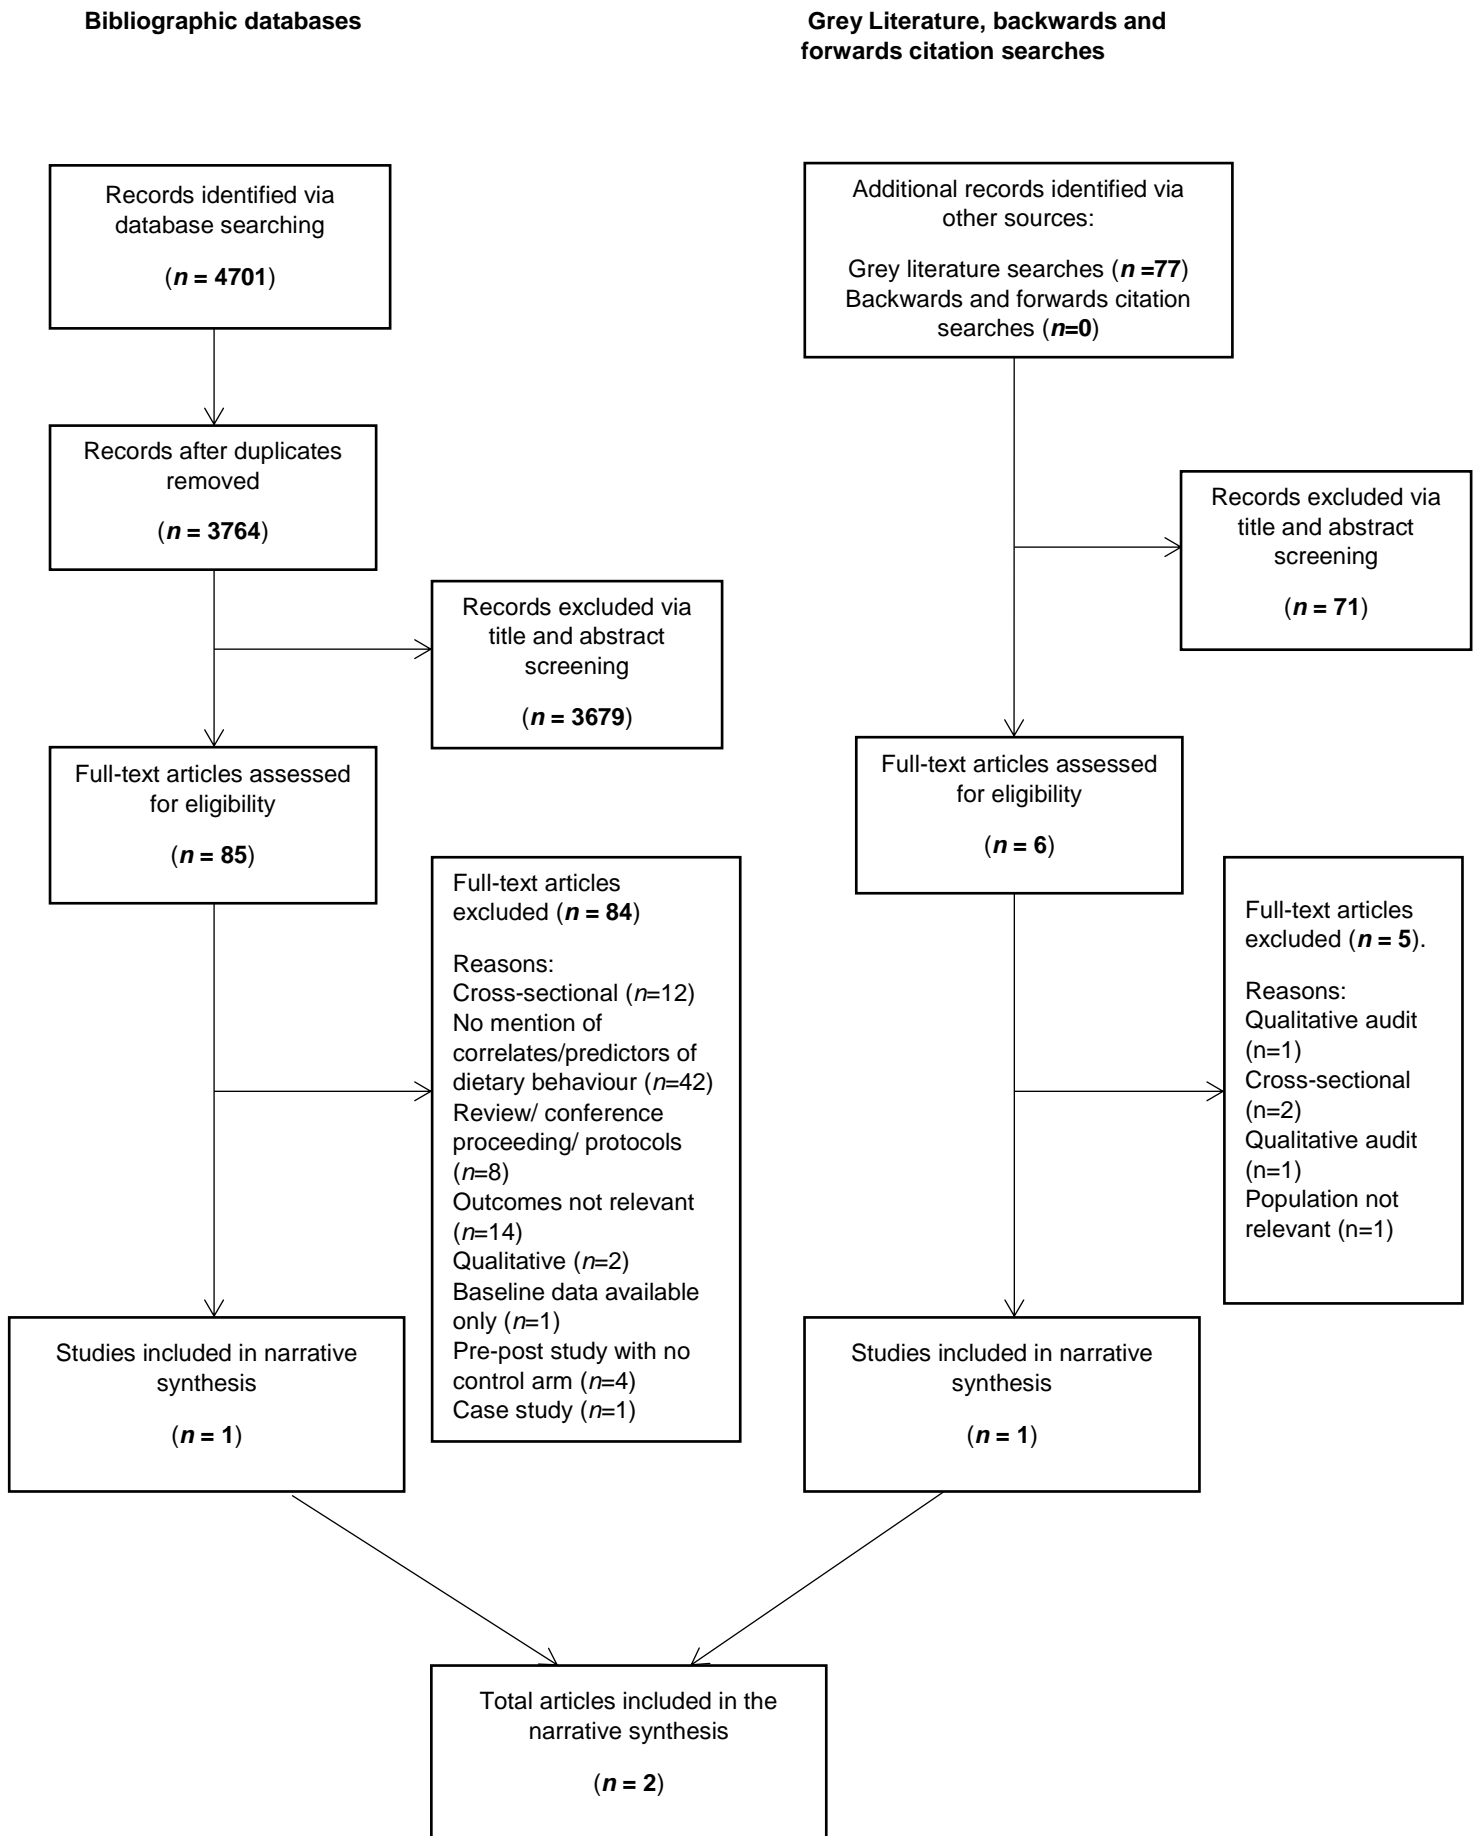 Bibliographic databases
Grey Literature, backwards and
forwards citation searches
Records identified via
database searching
(n = 4701)
Additional records identified via
other sources:
Grey literature searches (n =77)
Backwards and forwards citation
searches (n=0)
Records after duplicates
removed
(n = 3764)
Records excluded via
title and abstract
screening
(n = 71)
Records excluded via
title and abstract
screening
(n = 3679)
Full-text articles assessed
for eligibility
(n = 85)
Full-text articles assessed
for eligibility
(n = 6)
Full-text articles
excluded (n = 84)
Reasons:
Cross-sectional (n=12)
No mention of
correlates/predictors of
dietary behaviour (n=42)
Review/ conference
proceeding/ protocols
(n=8)
Outcomes not relevant
(n=14)
Qualitative (n=2)
Baseline data available
only (n=1)
Pre-post study with no
control arm (n=4)
Case study (n=1)
Full-text articles
excluded (n = 5).
Reasons:
Qualitative audit
(n=1)
Cross-sectional
(n=2)
Qualitative audit
(n=1)
Population not
relevant (n=1)
Studies included in narrative
synthesis
(n = 1)
Studies included in narrative
synthesis
(n = 1)
Total articles included in the
narrative synthesis
(n = 2)